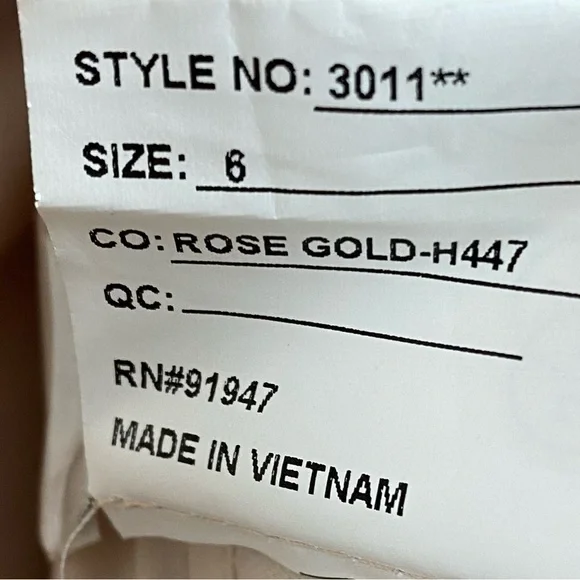 STYLE NO: 3011**
SIZE: 6
CO: ROSE GOLD-H447
QC:
RN#91947
MADE IN VIETNAM